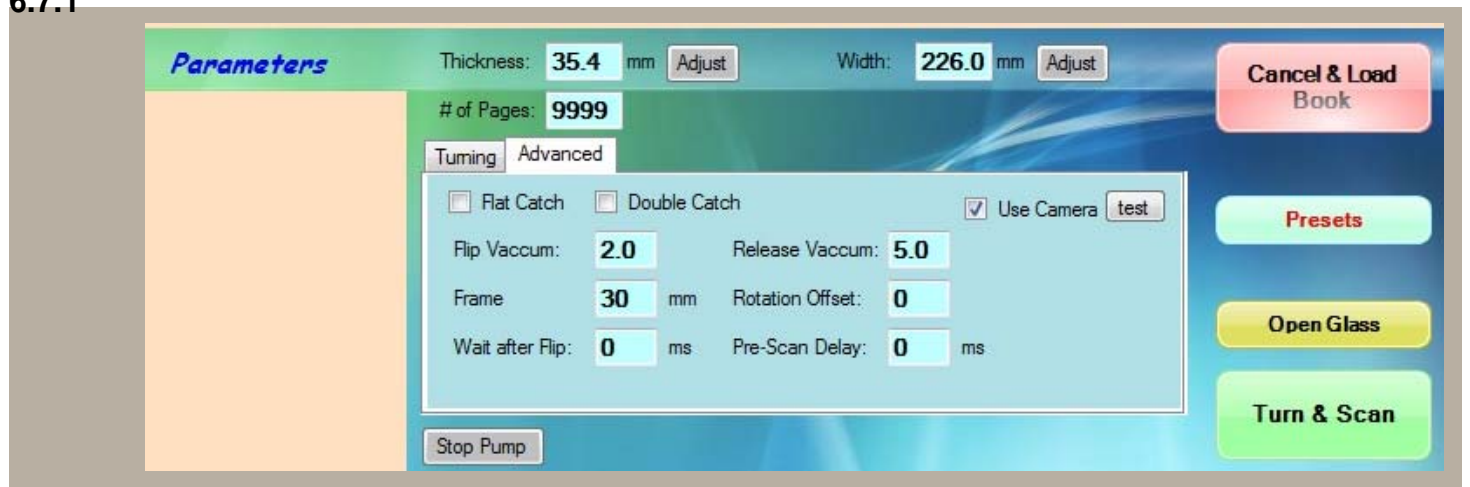 6.7.1
Parameters
Thickness: 35.4 mm Adjust Width: 226.0 mm Adjust
Cancel & Load
Book
# of Pages: 9999
Turning Advanced
Flat Catch Double Catch Use Camera test
Presets
Flip Vaccum: 2.0 Release Vaccum: 5.0
Frame 30 mm Rotation Offset: 0
Open Glass
Wait after Flip: 0 ms Pre-Scan Delay: 0 ms
Turn & Scan
Stop Pump